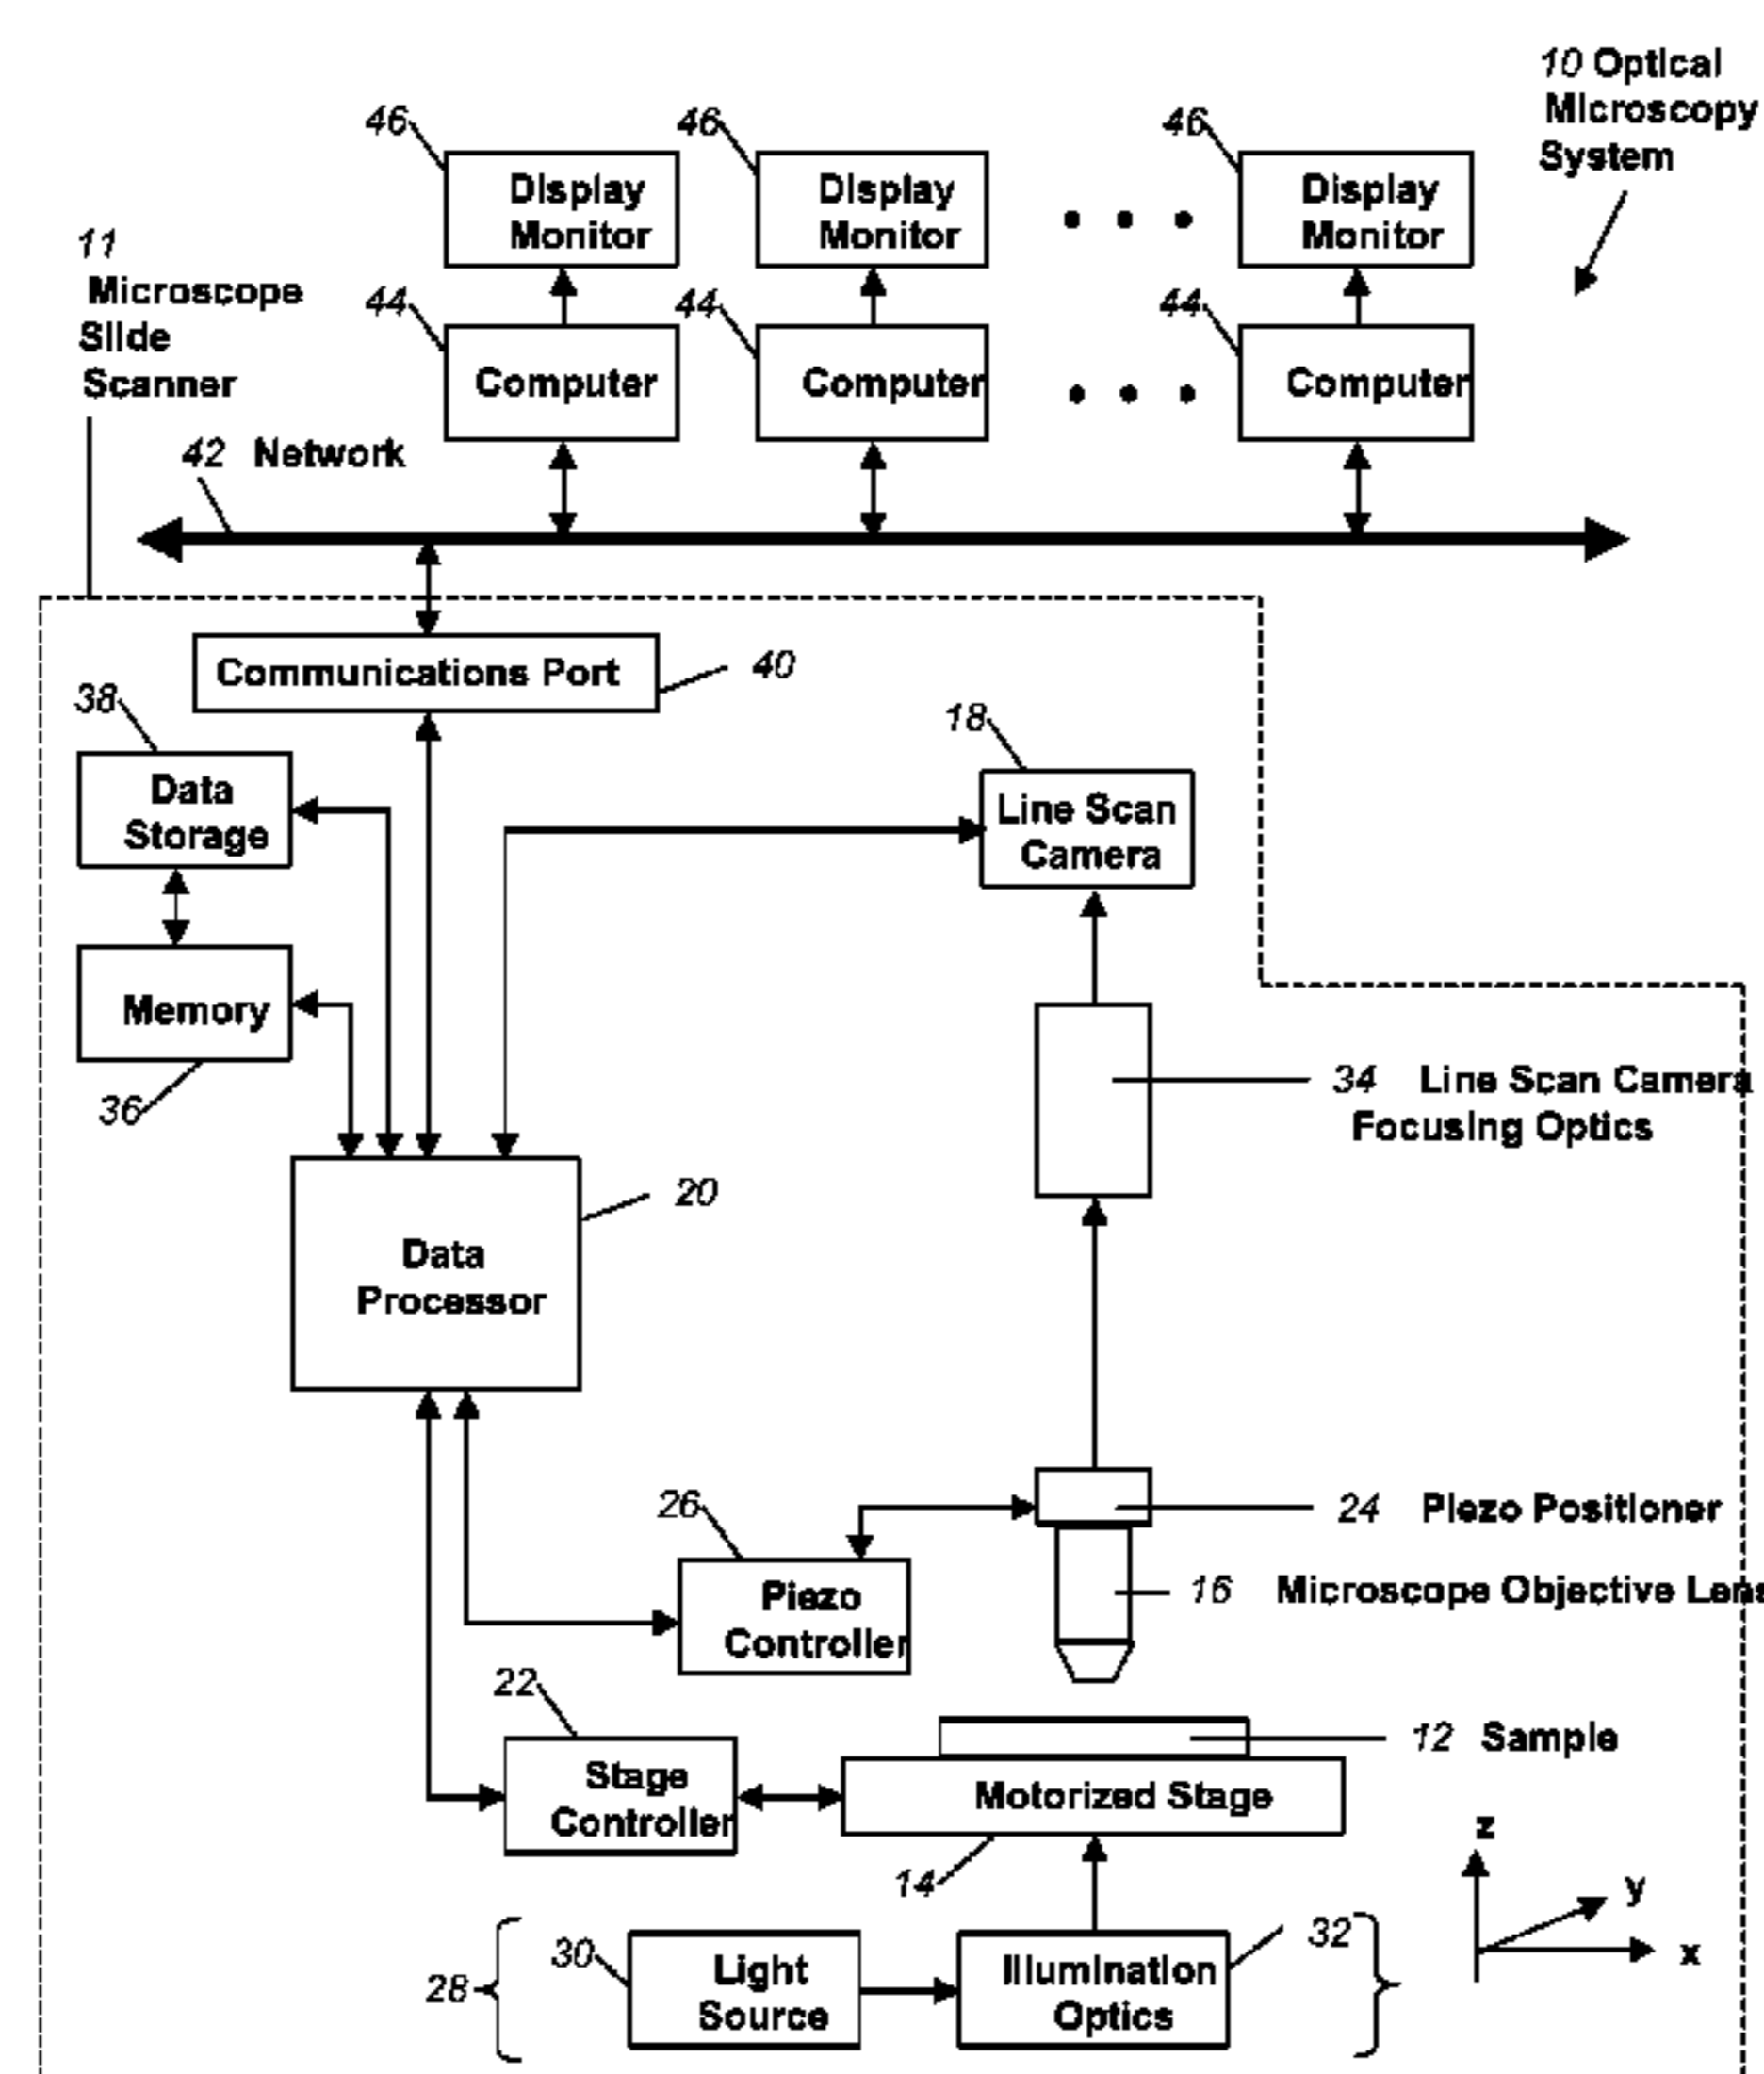 10 Optical
Microscopy
System
46
46
46
Display
Monitor
Display
Monitor
Display
Monitor
11
Microscope
Slide
Scanner
44
44
44
Computer
Computer
Computer
42 Network
Communications Port
40
38
Data
Storage
18
Line Scan
Camera
Memory
36
34 Line Scan Camera
Focusing Optics
20
Data
Processor
26
24 Piezo Positioner
Piezo
Controller
16 Microscope Objective Lens
22
12 Sample
Stage
Controller
Motorized Stage
14
z
y
x
28
30
Light
Source
Illumination
Optics
32